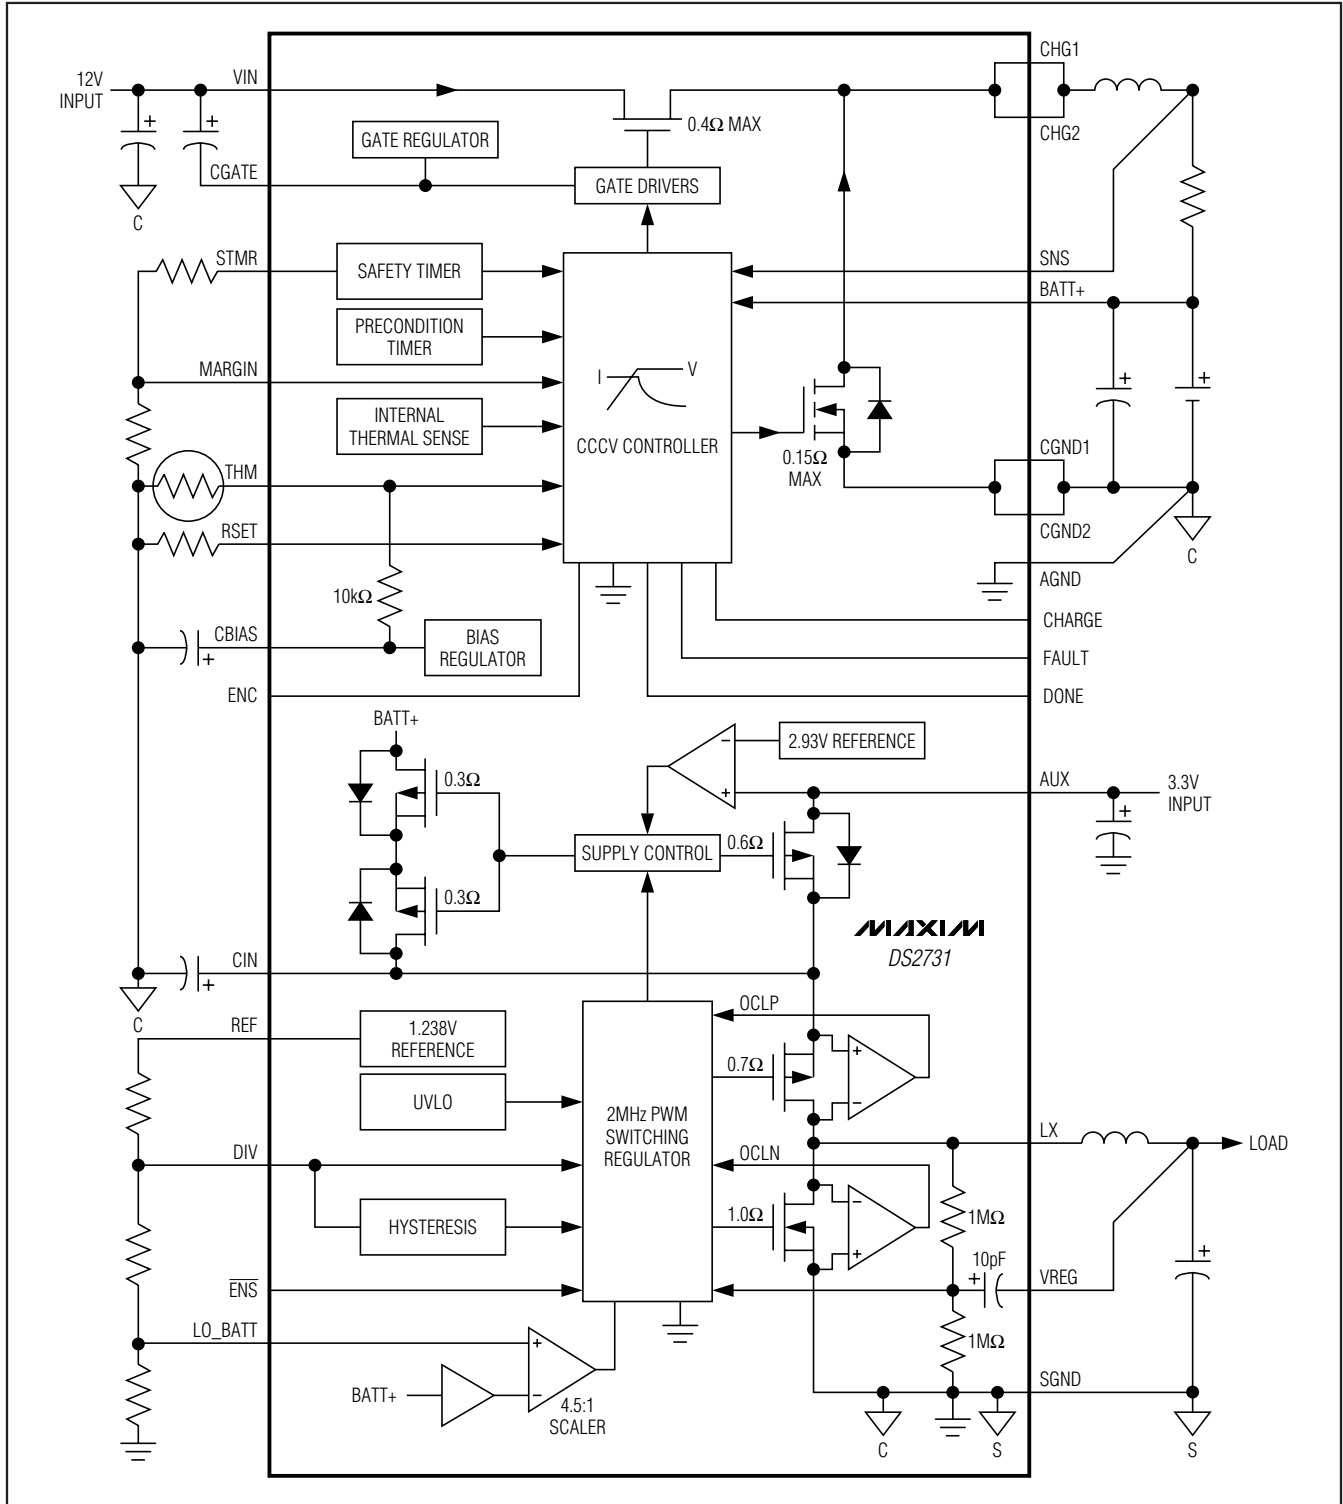 CHG1
12V
INPUT
VIN
+
+
0.4Ω MAX
CHG2
GATE REGULATOR
CGATE
GATE DRIVERS
C
STMR
SAFETY TIMER
SNS
BATT+
PRECONDITION
TIMER
MARGIN
I
V
CCCV CONTROLLER
+
+
INTERNAL
THERMAL SENSE
0.15Ω
MAX
CGND1
THM
RSET
CGND2
C
AGND
10kΩ
CHARGE
CBIAS
+
BIAS
REGULATOR
FAULT
ENC
DONE
BATT+
-
2.93V REFERENCE
0.3Ω
+
AUX
3.3V
INPUT
+
SUPPLY CONTROL
0.6Ω
0.3Ω
MAXIM
DS2731
CIN
+
C
OCLP
REF
1.238V
REFERENCE
+
0.7Ω
-
UVLO
2MHz PWM
SWITCHING
REGULATOR
LX
LOAD
DIV
OCLN
-
HYSTERESIS
1.0Ω
+
1MΩ
10pF
+
VREG
+
ENS
LO_BATT
+
1MΩ
BATT+
-
4.5:1
SCALER
SGND
C
S
S